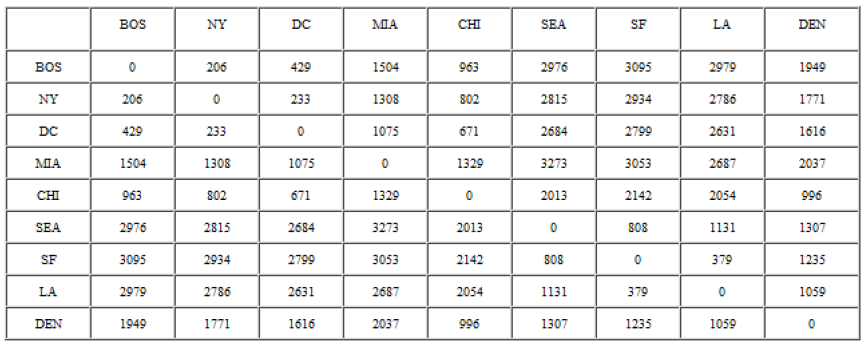 BOS NY DC MIA CHI SEA SF LA DEN
BOS 0 206 429 1504 963 2976 3095 2979 1949
NY 206 0 233 1308 802 2815 2934 2786 1771
DC 429 233 0 1075 671 2684 2799 2631 1616
MIA 1504 1308 1075 0 1329 3273 3053 2687 2037
CHI 963 802 671 1329 0 2013 2142 2054 996
SEA 2976 2815 2684 3273 2013 0 808 1131 1307
SF 3095 2934 2799 3053 2142 808 0 379 1235
LA 2979 2786 2631 2687 2054 1131 379 0 1059
DEN 1949 1771 1616 2037 996 1307 1235 1059 0